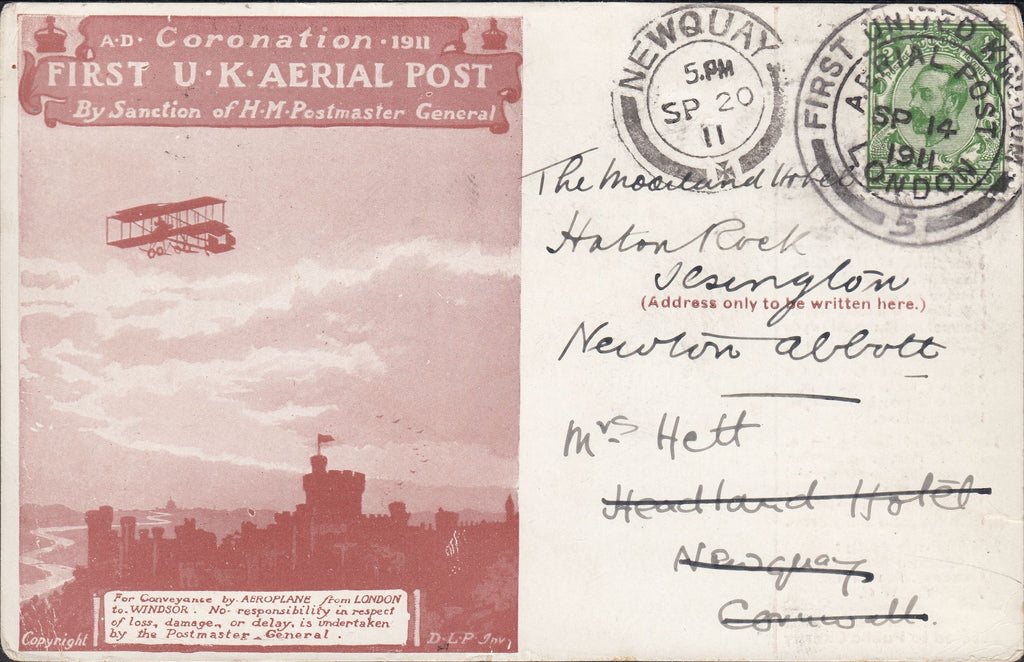 A·D· Coronation · 1911
FIRST U·K·AERIAL POST
By Sanction of H·M·Postmaster General
For Conveyance by AEROPLANE from LONDON
to WINDSOR. No responsibility in respect
of loss, damage, or delay, is undertaken
by the Postmaster General.
Copyright
D·L·P Inv,
NEWQUAY
5.PM
SP 20
11
FIRST UNITED KINGDOM
AERIAL POST
SP 14
1911
LONDON
5
The Moorland Hotel
Haton Rock
Ilsington
(Address only to be written here.)
Newton Abbott
Mrs Hett
Headland Hotel
Newquay
Cornwall